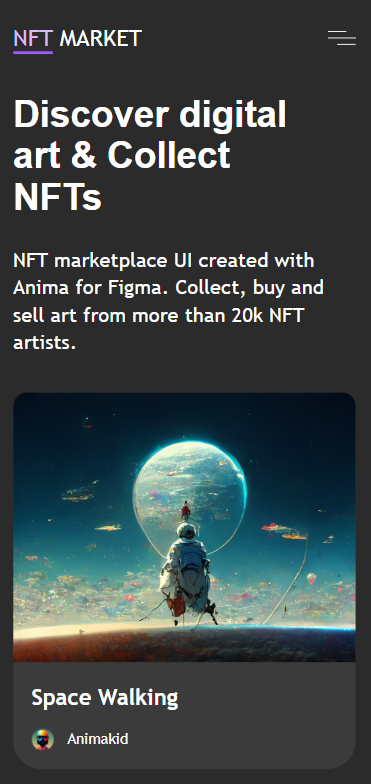 NFT MARKET
Discover digital
art & Collect
NFTs
NFT marketplace UI created with
Anima for Figma. Collect, buy and
sell art from more than 20k NFT
artists.
Space Walking
Animakid